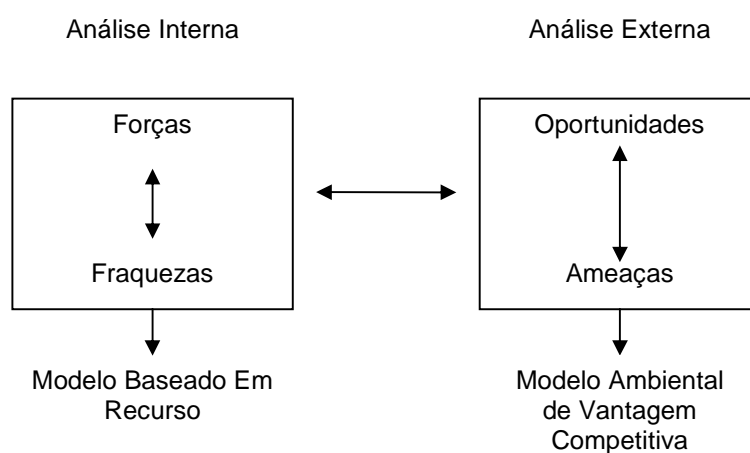 Análise Interna
Análise Externa
Forças
Fraquezas
Oportunidades
Ameaças
Modelo Baseado Em
Recurso
Modelo Ambiental
de Vantagem
Competitiva